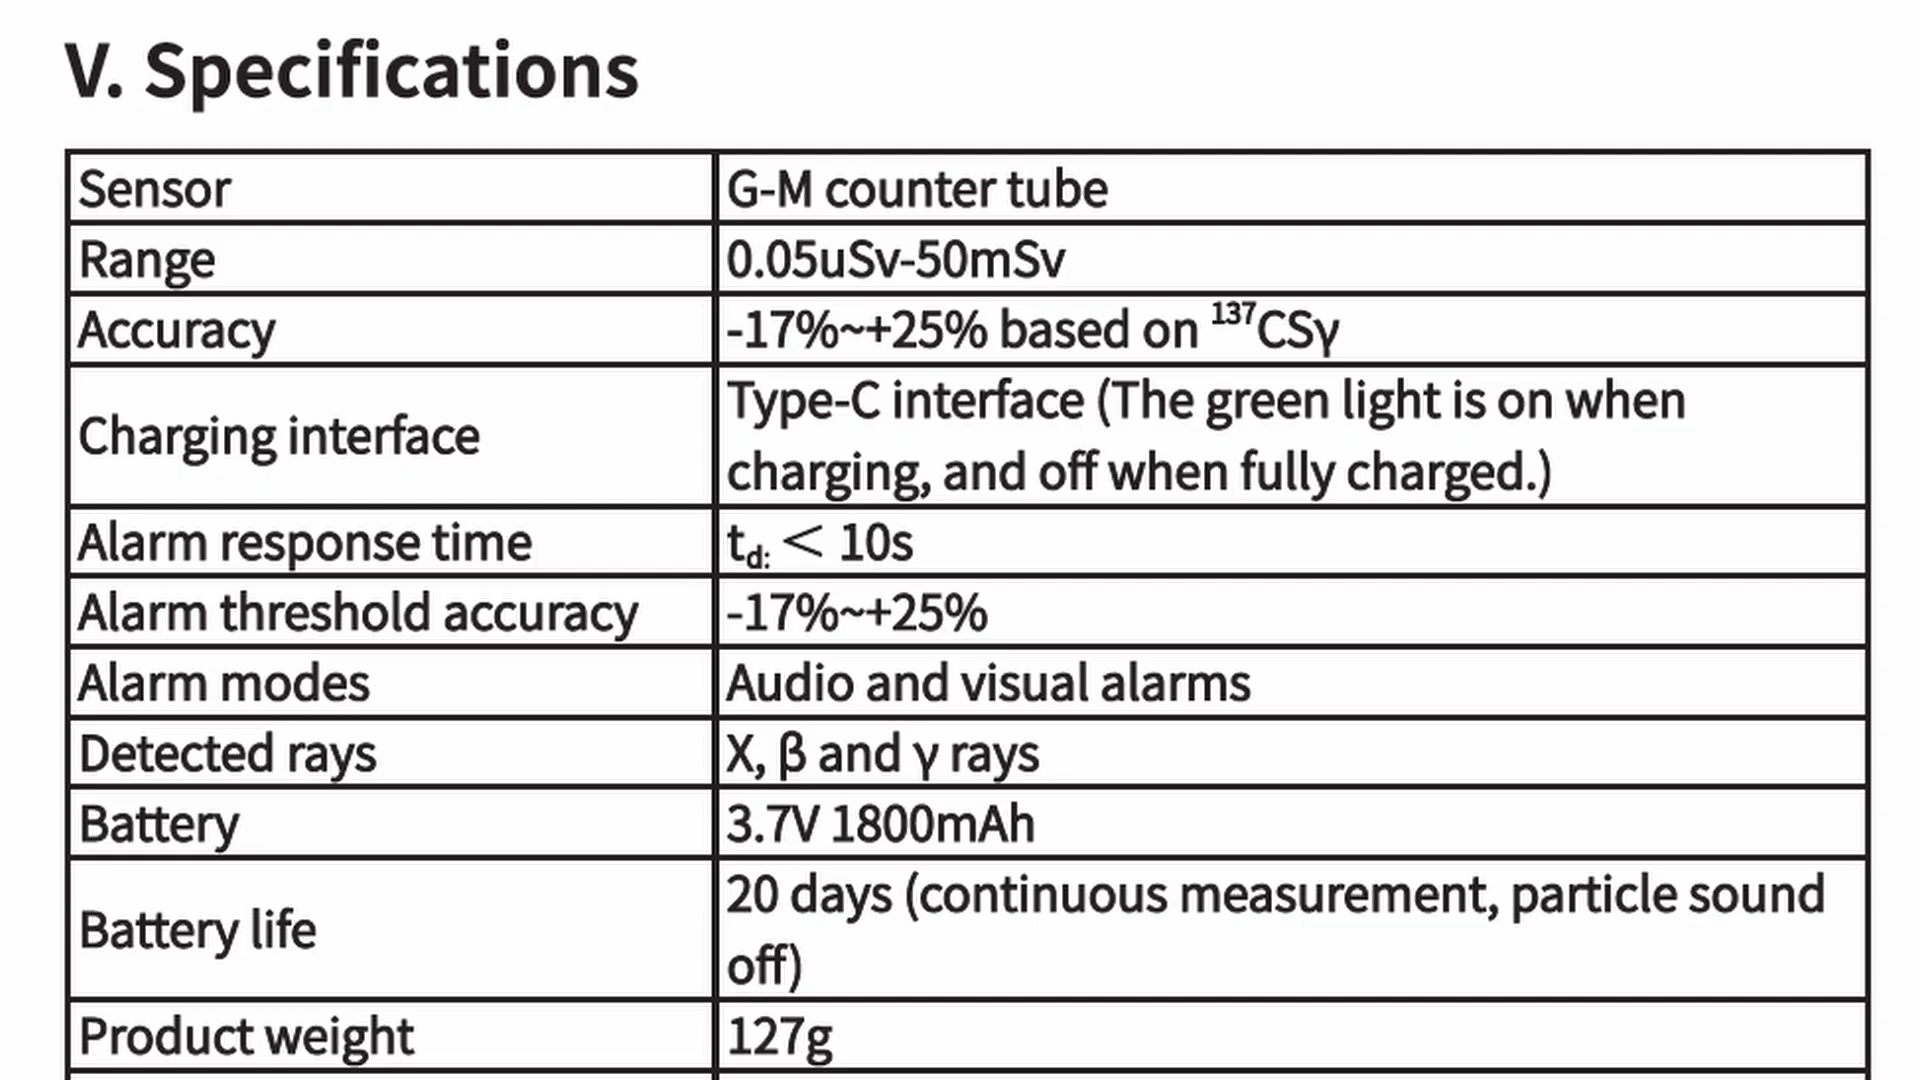 V. Specifications
Sensor
G-M counter tube
Range
0.05uSv-50mSv
Accuracy
-17%~+25% based on ¹³⁷CSγ
Charging interface
Type-C interface (The green light is on when
charging, and off when fully charged.)
Alarm response time
td: < 10s
Alarm threshold accuracy
-17%~+25%
Alarm modes
Audio and visual alarms
Detected rays
X, β and γ rays
Battery
3.7V 1800mAh
Battery life
20 days (continuous measurement, particle sound
off)
Product weight
127g